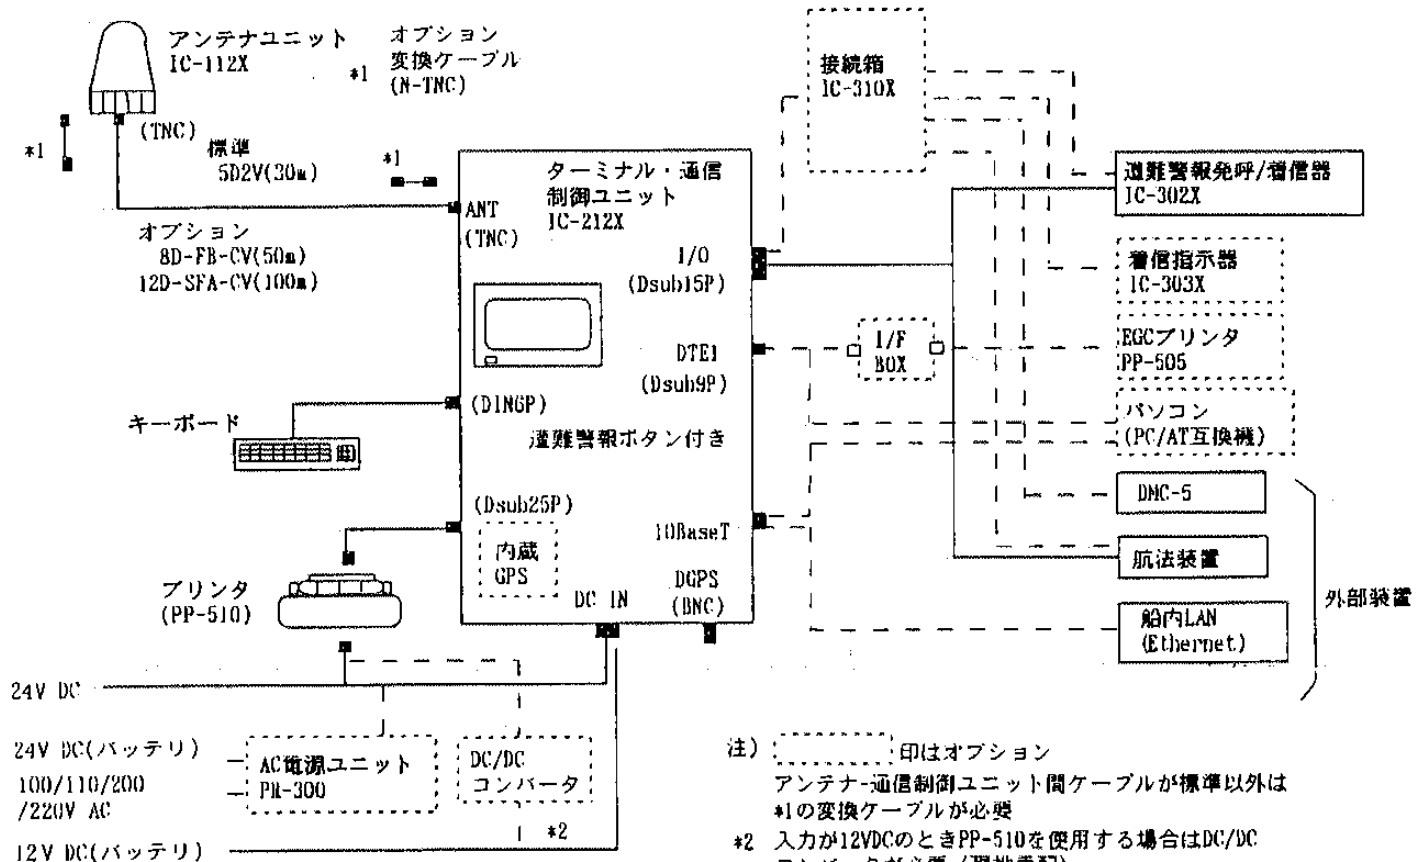 アンテナユニット
IC-112X
オプション
変換ケーブル
*1
(N-TNC)
(TNC)
*1
標準
5D2V(30m)
*1
オプション
8D-FB-CV(50m)
12D-SFA-CV(100m)
ターミナル・通信
制御ユニット
IC-212X
ANT
(TNC)
I/O
(Dsub15P)
DTE1
(Dsub9P)
(DIN6P)
遭難警報ボタン付き
(Dsub25P)
10BaseT
内蔵
GPS
DGPS
(BNC)
DC IN
キーボード
プリンタ
(PP-510)
接続箱
IC-310X
遭難警報発呼/着信器
IC-302X
着信指示器
IC-303X
I/F
BOX
EGCプリンタ
PP-505
パソコン
(PC/AT互換機)
DMC-5
航法装置
船内LAN
(Ethernet)
外部装置
24V DC
24V DC(バッテリ)
100/110/200
/220V AC
12V DC(バッテリ)
AC電源ユニット
PR-300
DC/DC
コンバータ
*2
注) 印はオプション
アンテナ-通信制御ユニット間ケーブルが標準以外は
*1の変換ケーブルが必要
*2 入力が12VDCのときPP-510を使用する場合はDC/DC